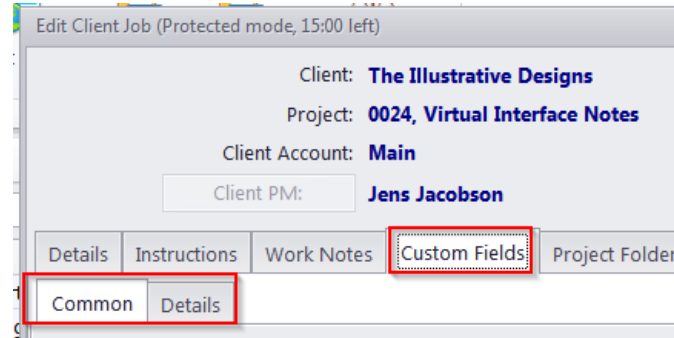 Edit Client Job (Protected mode, 15:00 left)
Client: The Illustrative Designs
Project: 0024, Virtual Interface Notes
Client Account: Main
Client PM: Jens Jacobson
Details Instructions Work Notes Custom Fields Project Folder
Common Details